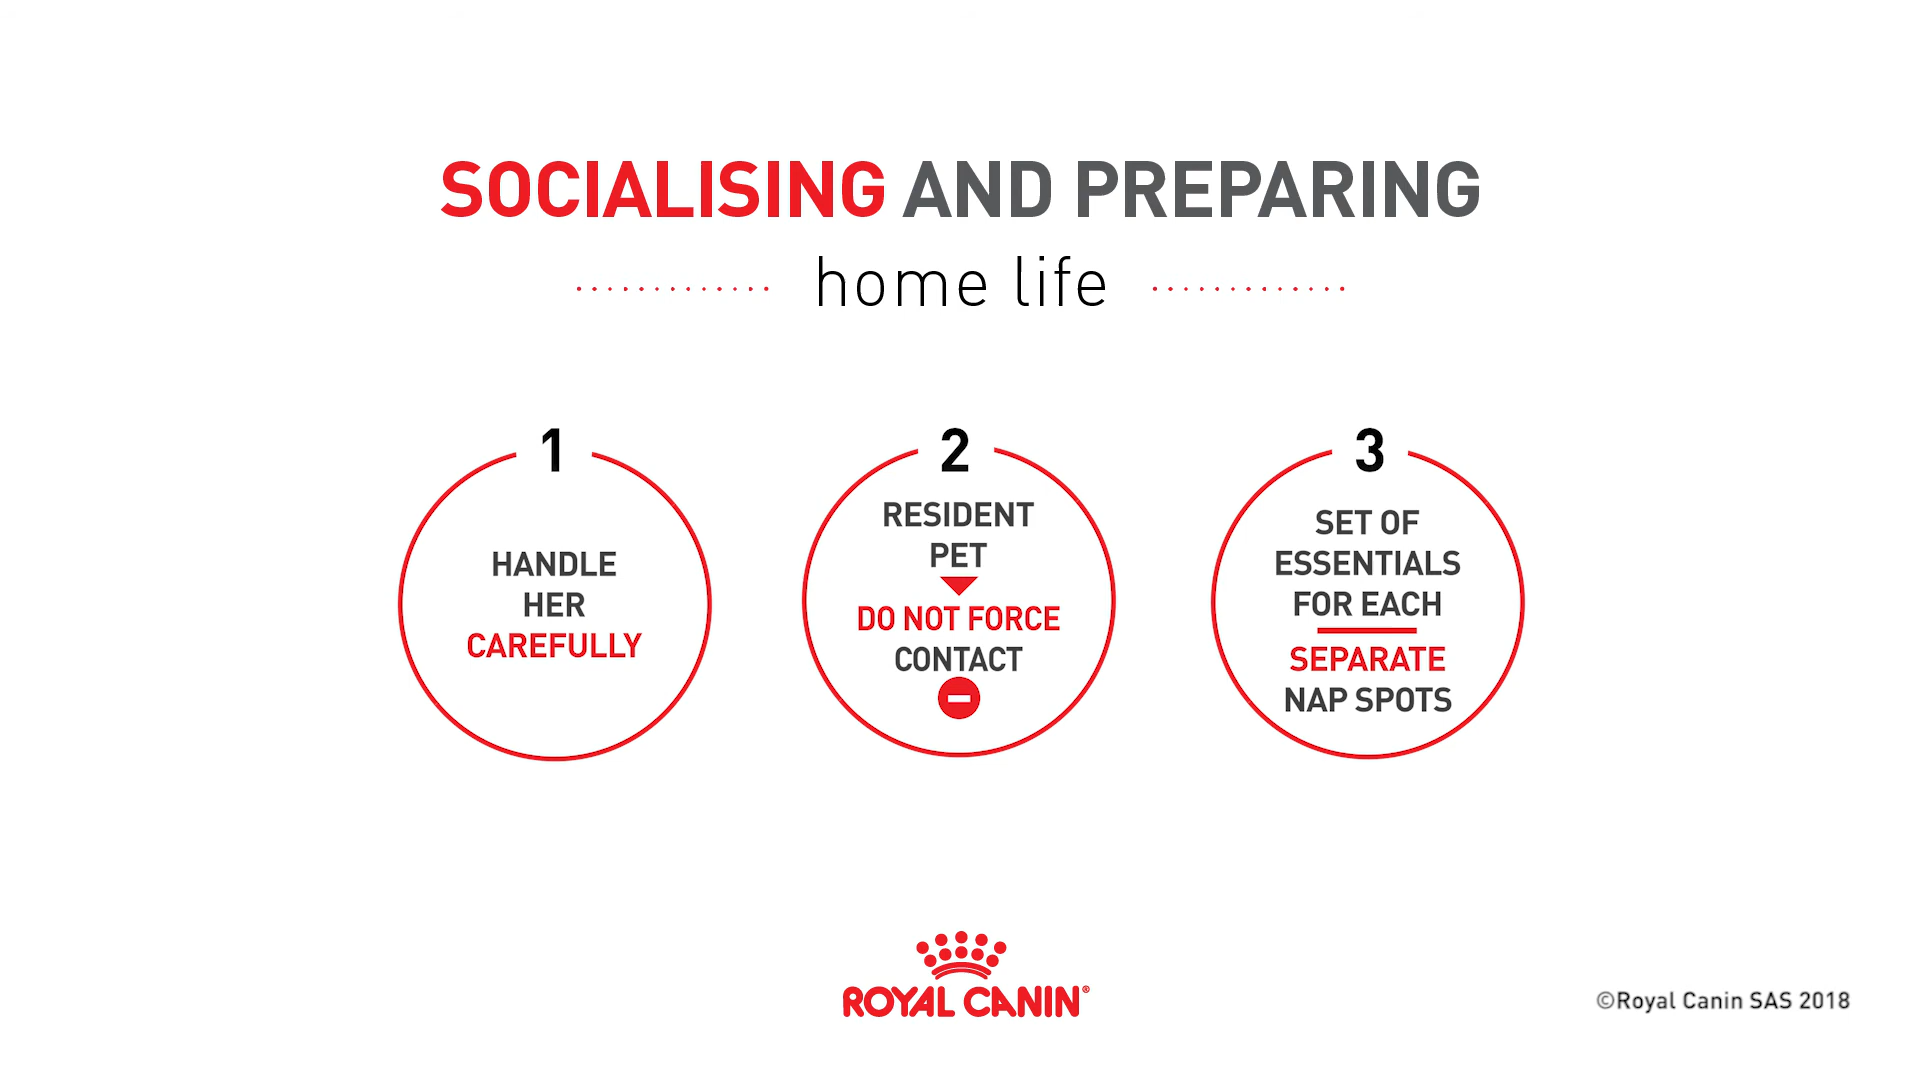 SOCIALISING AND PREPARING
home life
1
HANDLE
HER
CAREFULLY
2
RESIDENT
PET
DO NOT FORCE
CONTACT
3
SET OF
ESSENTIALS
FOR EACH
SEPARATE
NAP SPOTS
ROYAL CANIN®
©Royal Canin SAS 2018